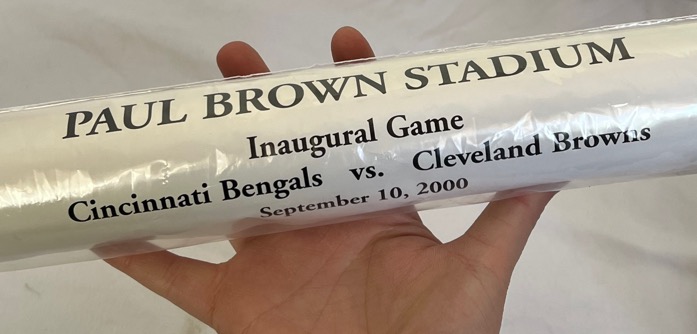 PAUL BROWN STADIUM
Inaugural Game
Cincinnati Bengals vs. Cleveland Browns
September 10, 2000